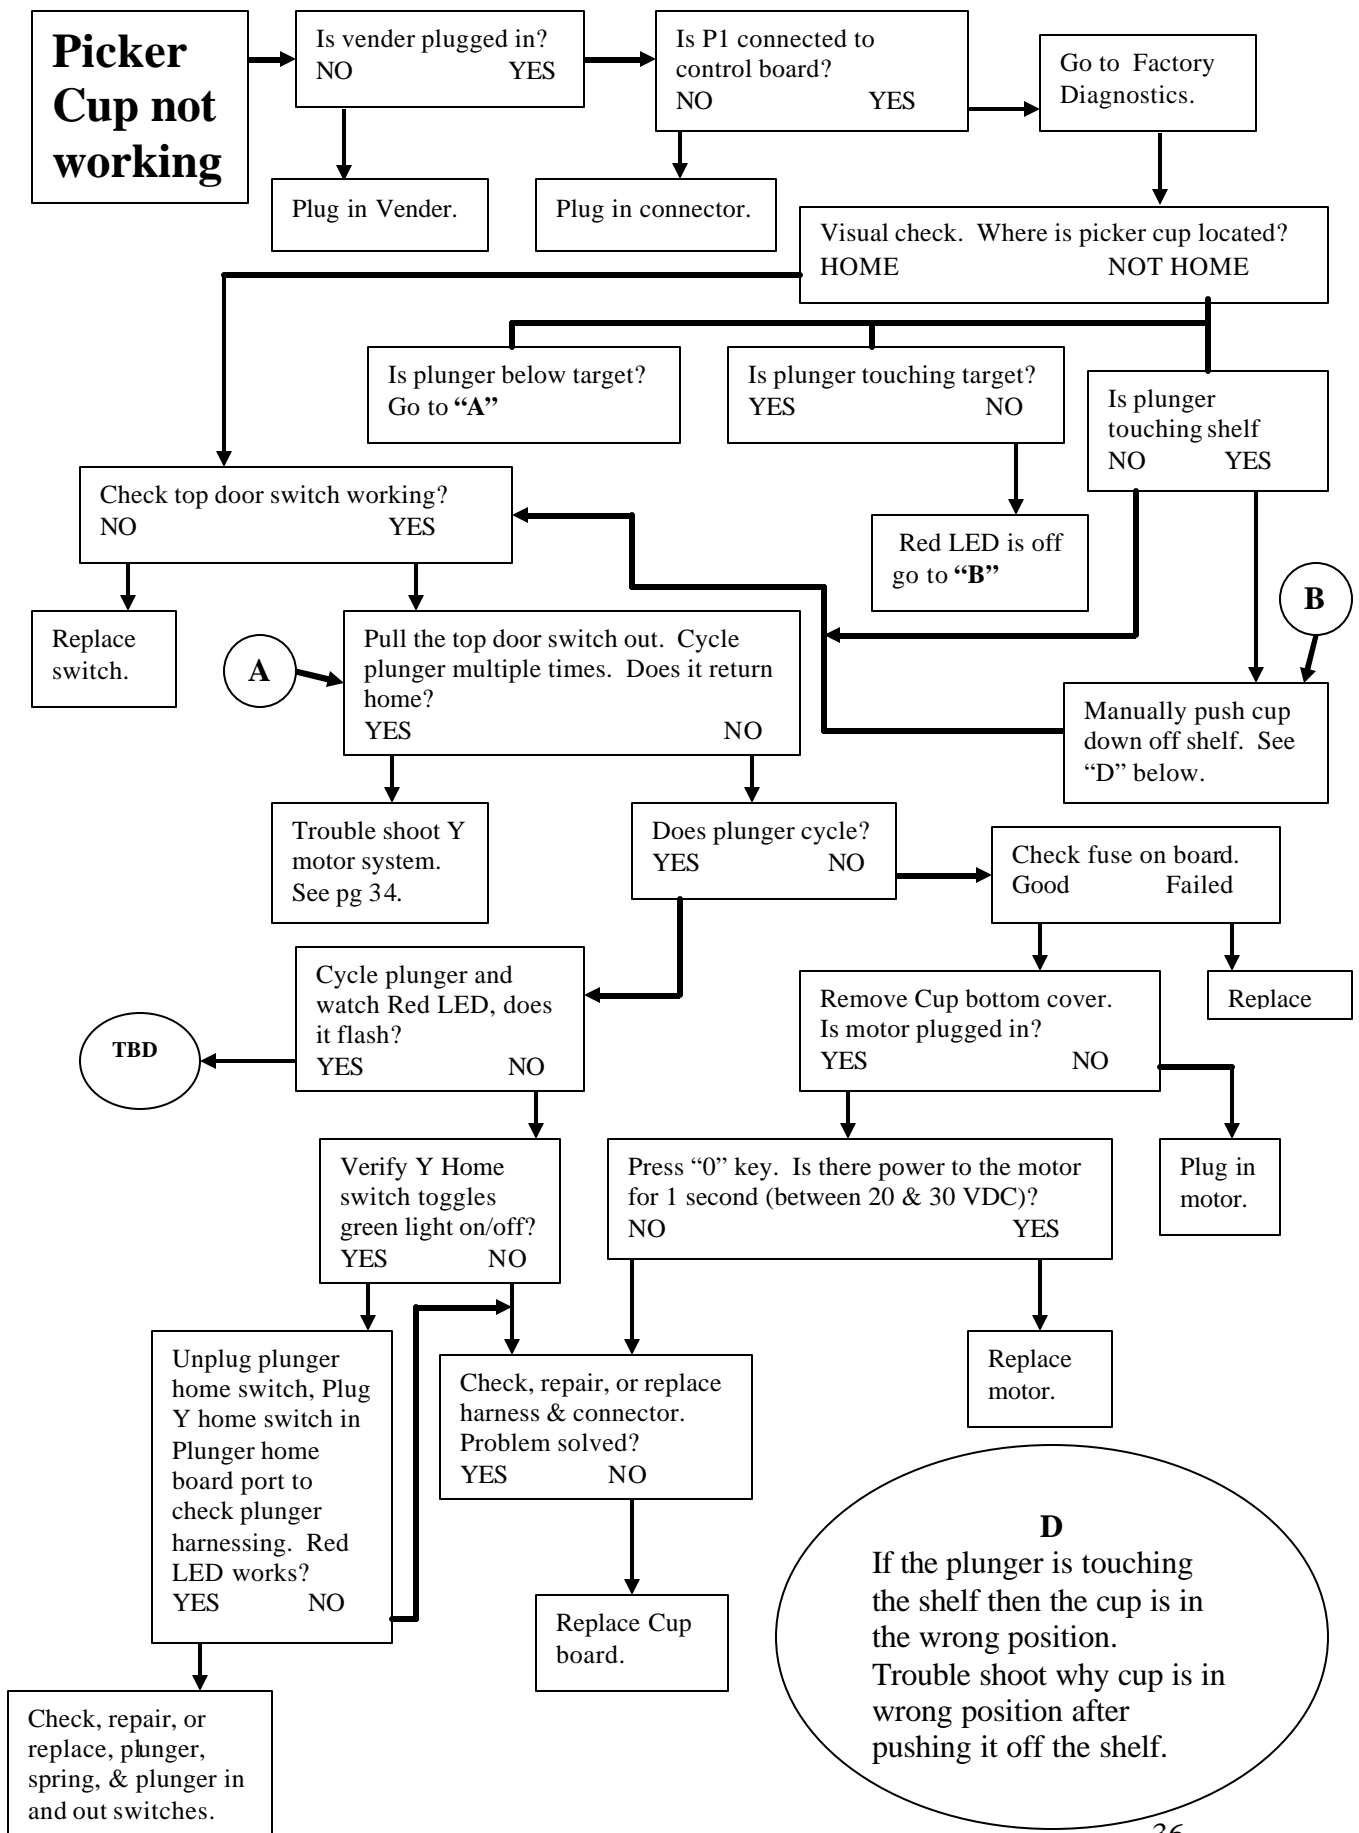 Picker
Cup not
working
Is vender plugged in?
NO YES
Is P1 connected to
control board?
NO YES
Go to Factory
Diagnostics.
Plug in Vender.
Plug in connector.
Visual check. Where is picker cup located?
HOME NOT HOME
Is plunger below target?
Go to “A”
Is plunger touching target?
YES NO
Is plunger
touching shelf
NO YES
Check top door switch working?
NO YES
Red LED is off
go to “B”
B
Replace
switch.
A
Pull the top door switch out. Cycle
plunger multiple times. Does it return
home?
YES NO
Manually push cup
down off shelf. See
“D” below.
Trouble shoot Y
motor system.
See pg 34.
Does plunger cycle?
YES NO
Check fuse on board.
Good Failed
Cycle plunger and
watch Red LED, does
it flash?
YES NO
TBD
Remove Cup bottom cover.
Is motor plugged in?
YES NO
Replace
Verify Y Home
switch toggles
green light on/off?
YES NO
Press “0” key. Is there power to the motor
for 1 second (between 20 & 30 VDC)?
NO YES
Plug in
motor.
Unplug plunger
home switch, Plug
Y home switch in
Plunger home
board port to
check plunger
harnessing. Red
LED works?
YES NO
Check, repair, or replace
harness & connector.
Problem solved?
YES NO
Replace
motor.
Replace Cup
board.
D
If the plunger is touching
the shelf then the cup is in
the wrong position.
Trouble shoot why cup is in
wrong position after
pushing it off the shelf.
Check, repair, or
replace, plunger,
spring, & plunger in
and out switches.
36